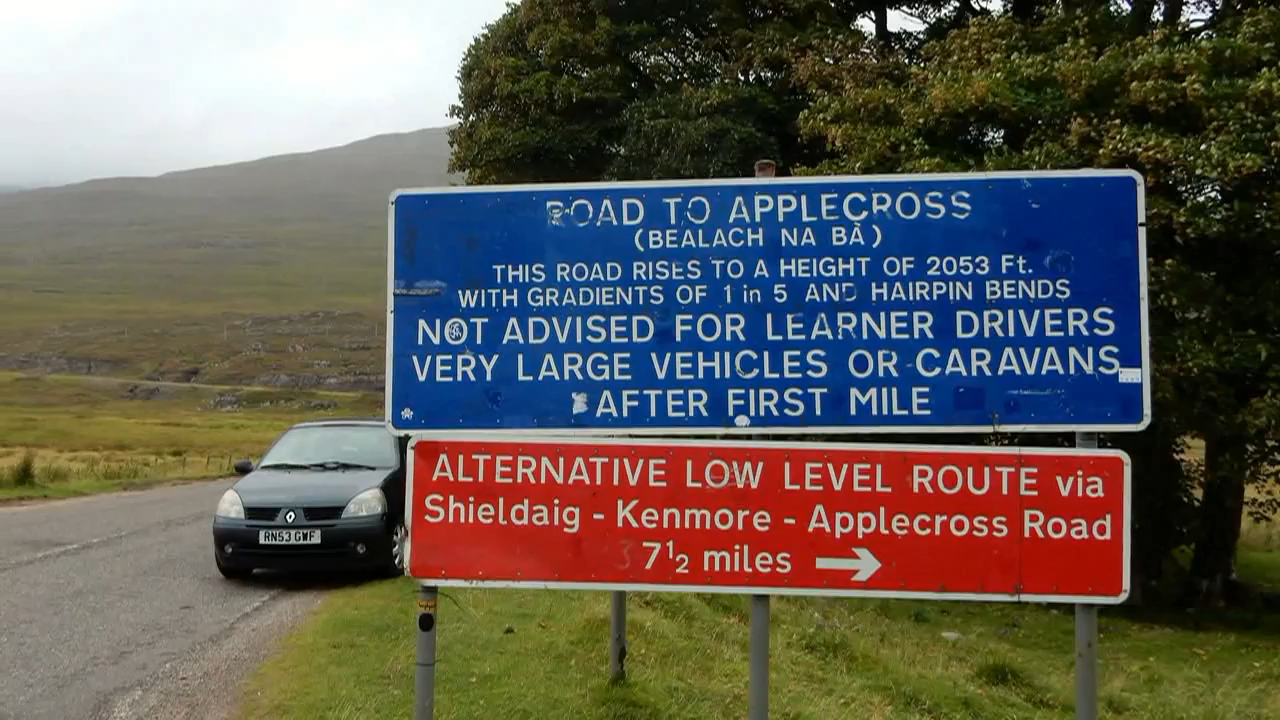 ROAD TO APPLECROSS
(BEALACH NA BÀ)
THIS ROAD RISES TO A HEIGHT OF 2053 Ft.
WITH GRADIENTS OF 1 in 5 AND HAIRPIN BENDS
NOT ADVISED FOR LEARNER DRIVERS
VERY LARGE VEHICLES OR CARAVANS
AFTER FIRST MILE
ALTERNATIVE LOW LEVEL ROUTE via
Shieldaig - Kenmore - Applecross Road
7½ miles
RN53 GWF